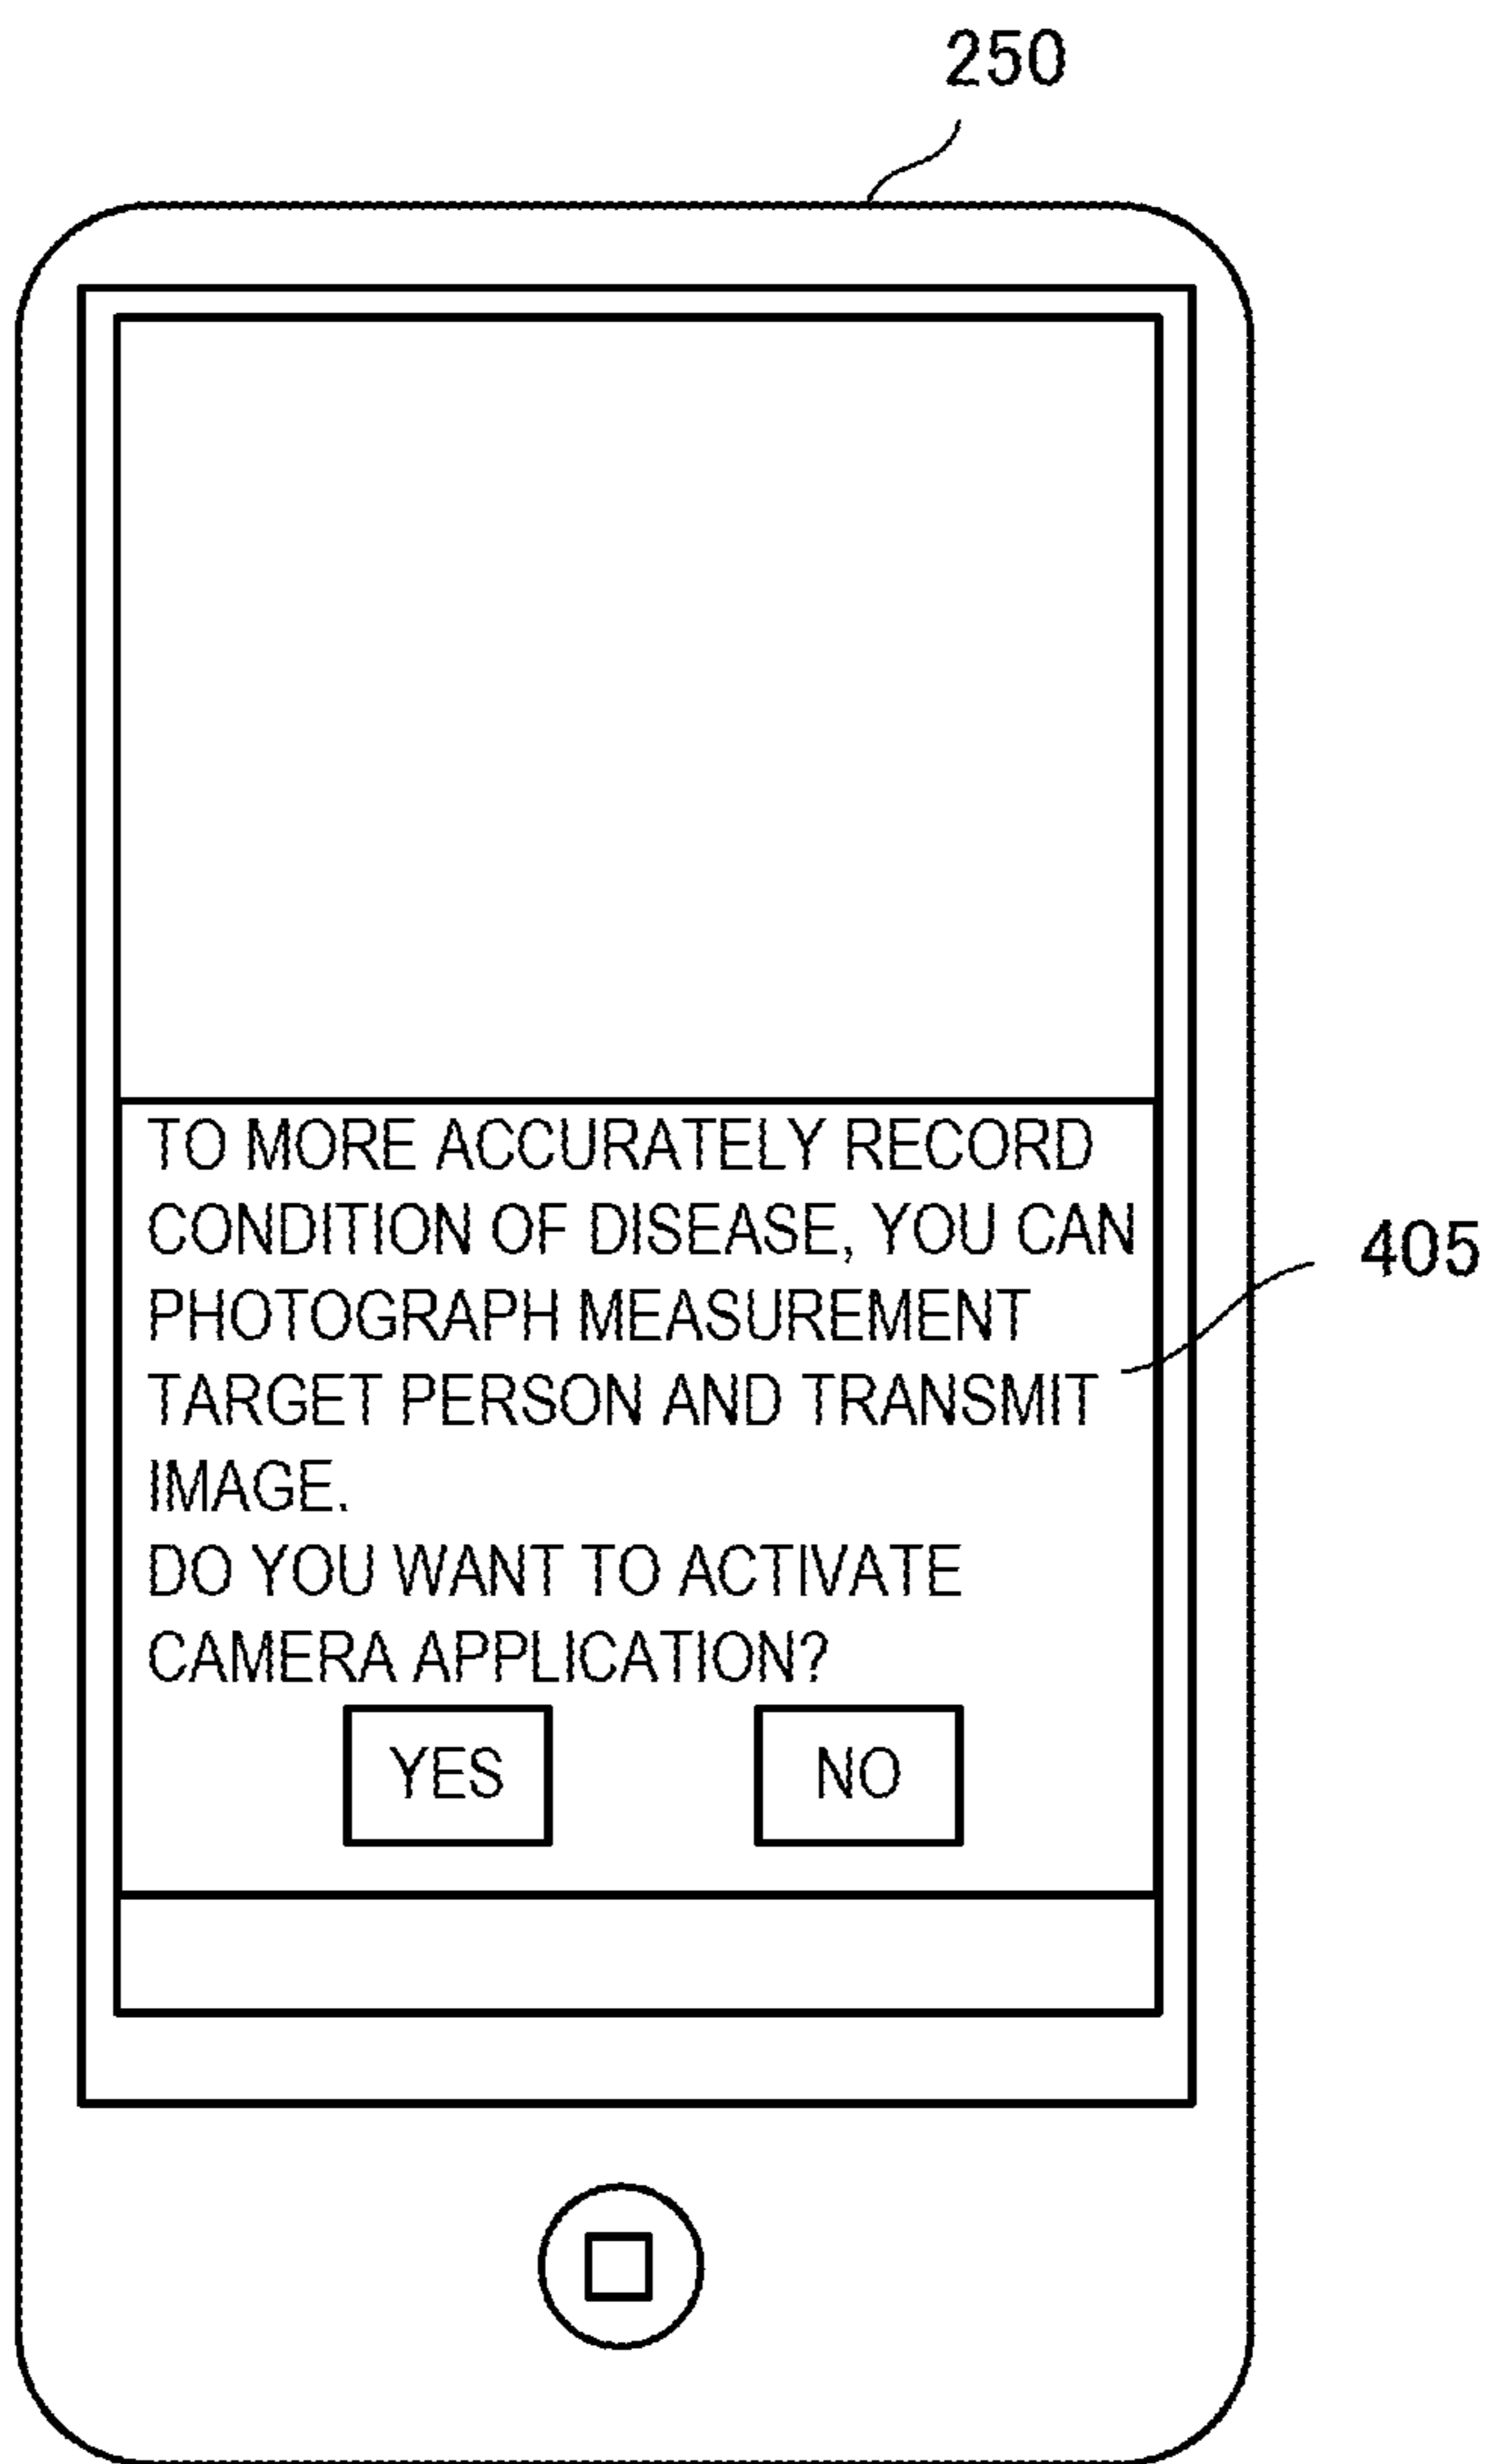 250
TO MORE ACCURATELY RECORD
CONDITION OF DISEASE, YOU CAN
PHOTOGRAPH MEASUREMENT
TARGET PERSON AND TRANSMIT
IMAGE.
DO YOU WANT TO ACTIVATE
CAMERA APPLICATION?
YES NO
405